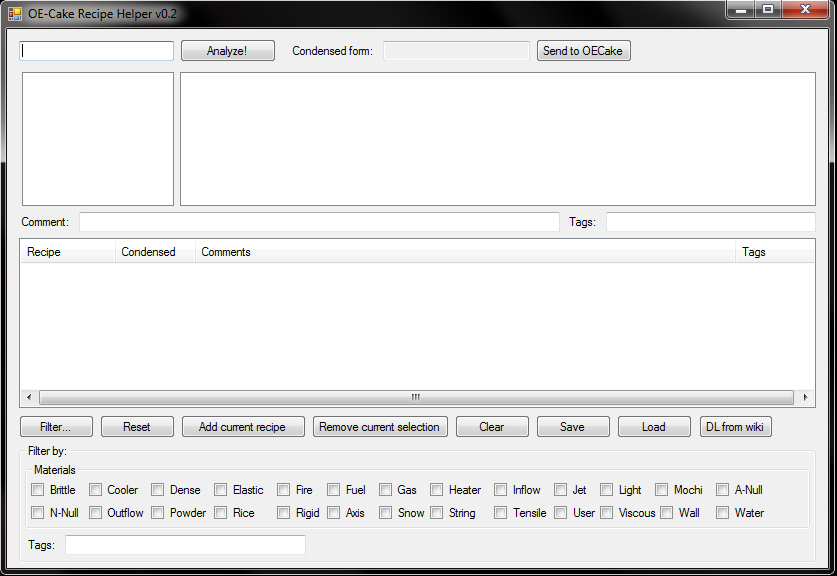 OE-Cake Recipe Helper v0.2
Analyze! Condensed form: Send to OECake
Comment: Tags:
Recipe Condensed Comments Tags
Filter... Reset Add current recipe Remove current selection Clear Save Load DL from wiki
Filter by:
Materials
Brittle Cooler Dense Elastic Fire Fuel Gas Heater Inflow Jet Light Mochi A-Null
N-Null Outflow Powder Rice Rigid Axis Snow String Tensile User Viscous Wall Water
Tags: